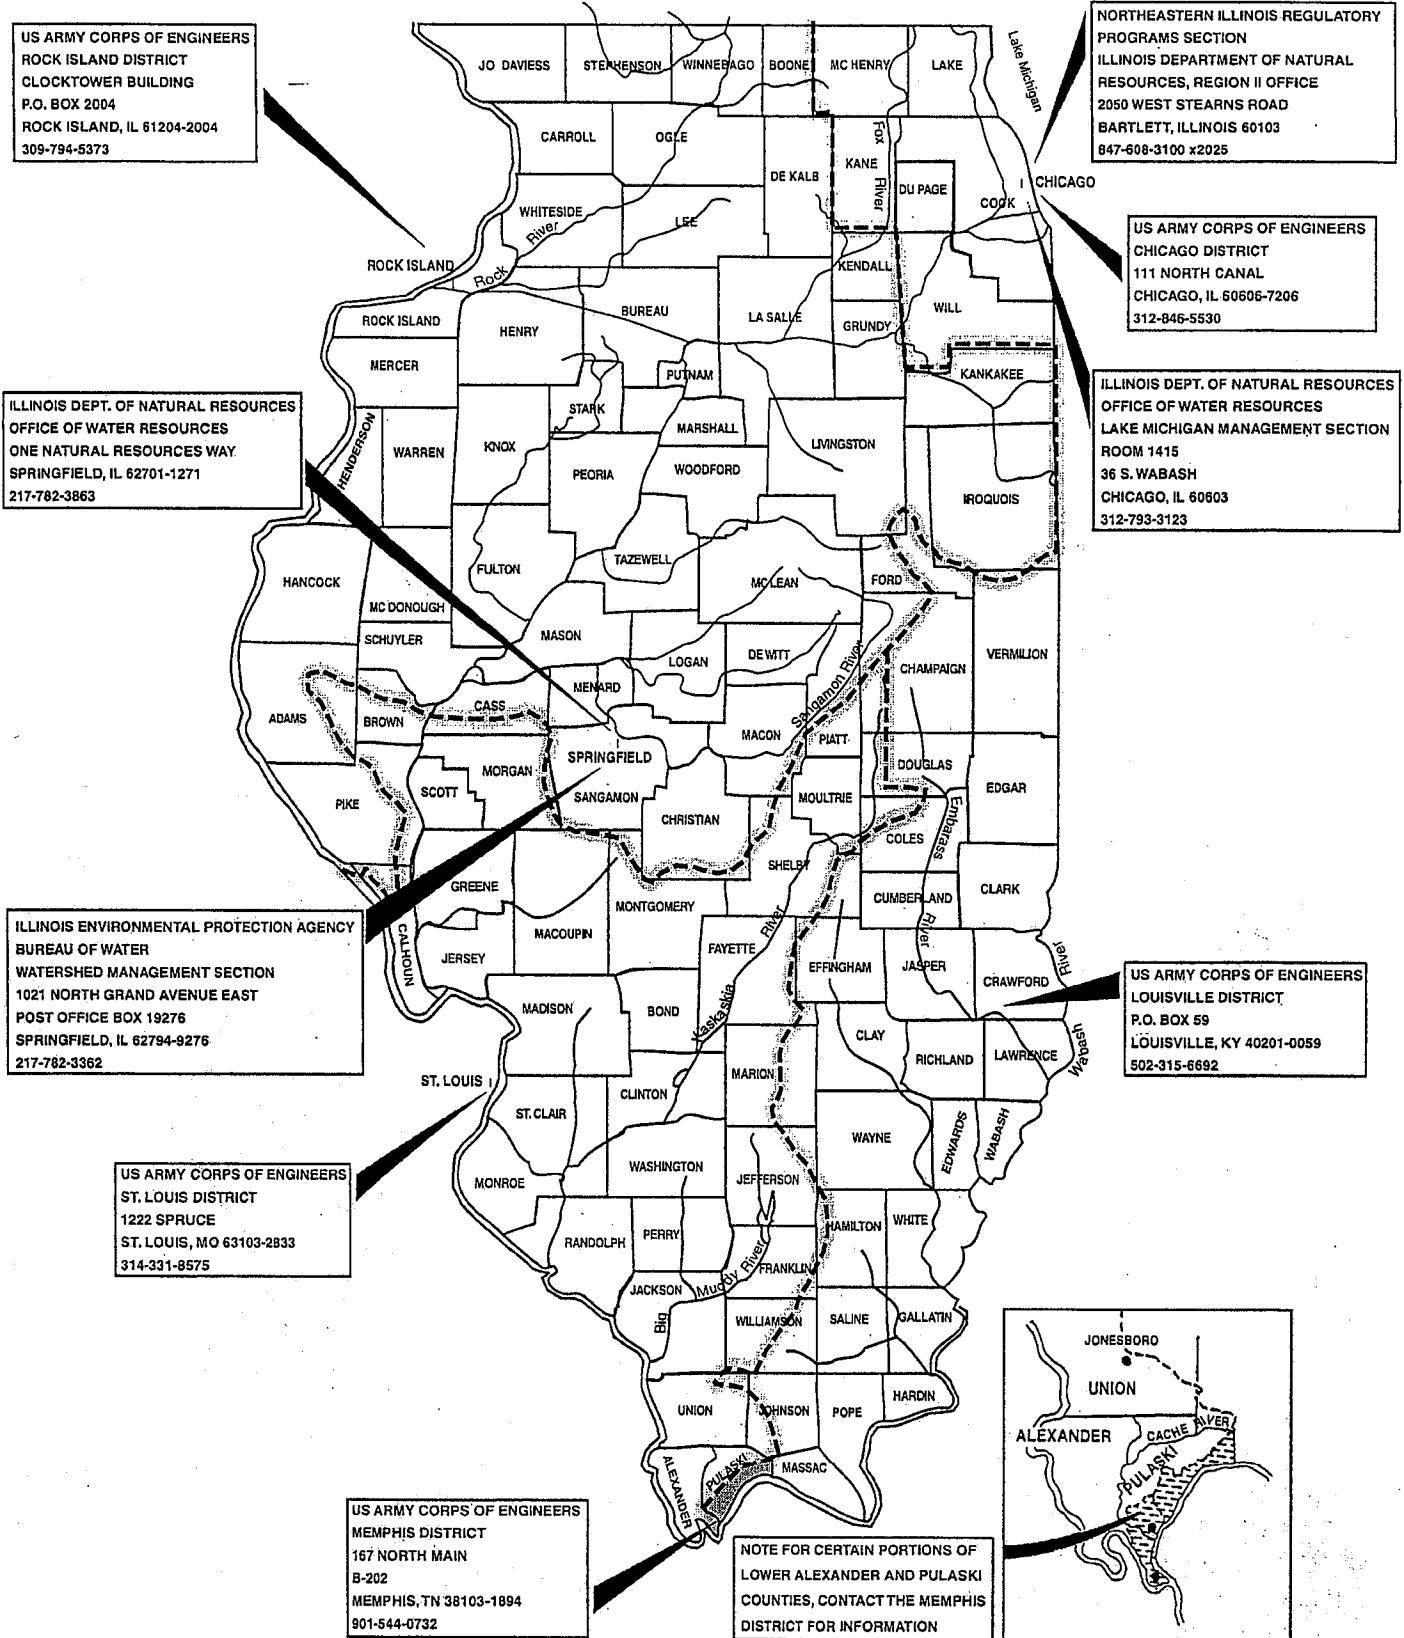 US ARMY CORPS OF ENGINEERS
ROCK ISLAND DISTRICT
CLOCKTOWER BUILDING
P.O. BOX 2004
ROCK ISLAND, IL 61204-2004
309-794-5373
NORTHEASTERN ILLINOIS REGULATORY
PROGRAMS SECTION
ILLINOIS DEPARTMENT OF NATURAL
RESOURCES, REGION II OFFICE
2050 WEST STEARNS ROAD
BARTLETT, ILLINOIS 60103
847-608-3100 x2025
US ARMY CORPS OF ENGINEERS
CHICAGO DISTRICT
111 NORTH CANAL
CHICAGO, IL 60606-7206
312-846-5530
ILLINOIS DEPT. OF NATURAL RESOURCES
OFFICE OF WATER RESOURCES
LAKE MICHIGAN MANAGEMENT SECTION
ROOM 1415
36 S. WABASH
CHICAGO, IL 60603
312-793-3123
ILLINOIS DEPT. OF NATURAL RESOURCES
OFFICE OF WATER RESOURCES
ONE NATURAL RESOURCES WAY
SPRINGFIELD, IL 62701-1271
217-782-3863
ILLINOIS ENVIRONMENTAL PROTECTION AGENCY
BUREAU OF WATER
WATERSHED MANAGEMENT SECTION
1021 NORTH GRAND AVENUE EAST
POST OFFICE BOX 19276
SPRINGFIELD, IL 62794-9276
217-782-3362
US ARMY CORPS OF ENGINEERS
LOUISVILLE DISTRICT
P.O. BOX 59
LOUISVILLE, KY 40201-0059
502-315-6692
US ARMY CORPS OF ENGINEERS
ST. LOUIS DISTRICT
1222 SPRUCE
ST. LOUIS, MO 63103-2833
314-331-8575
US ARMY CORPS OF ENGINEERS
MEMPHIS DISTRICT
167 NORTH MAIN
B-202
MEMPHIS, TN 38103-1894
901-544-0732
NOTE FOR CERTAIN PORTIONS OF
LOWER ALEXANDER AND PULASKI
COUNTIES, CONTACT THE MEMPHIS
DISTRICT FOR INFORMATION
JO DAVIESS
STEPHENSON
WINNEBAGO
BOONE
MC HENRY
LAKE
Lake Michigan
CARROLL
OGLE
DE KALB
KANE
Fox
River
DU PAGE
COOK
CHICAGO
WHITESIDE
LEE
River
Rock
ROCK ISLAND
ROCK ISLAND
HENRY
BUREAU
LA SALLE
KENDALL
GRUNDY
WILL
MERCER
PUTNAM
KANKAKEE
HENDERSON
WARREN
KNOX
STARK
MARSHALL
LIVINGSTON
PEORIA
WOODFORD
IROQUOIS
HANCOCK
MC DONOUGH
FULTON
TAZEWELL
MC LEAN
FORD
SCHUYLER
MASON
LOGAN
DE WITT
CHAMPAIGN
VERMILION
ADAMS
BROWN
CASS
MENARD
Sangamon River
MACON
PIATT
SPRINGFIELD
SANGAMON
PIKE
SCOTT
MORGAN
CHRISTIAN
MOULTRIE
DOUGLAS
EDGAR
COLES
Embarass
River
SHELBY
GREENE
MACOUPIN
MONTGOMERY
CUMBERLAND
CLARK
CALHOUN
JERSEY
FAYETTE
River
Kaskaskia
EFFINGHAM
JASPER
CRAWFORD
River
Wabash
MADISON
BOND
CLAY
RICHLAND
LAWRENCE
MARION
ST. LOUIS
ST. CLAIR
CLINTON
WAYNE
EDWARDS
WABASH
MONROE
WASHINGTON
JEFFERSON
RANDOLPH
PERRY
HAMILTON
WHITE
JACKSON
Big
Muddy River
FRANKLIN
WILLIAMSON
SALINE
GALLATIN
UNION
JOHNSON
POPE
HARDIN
ALEXANDER
PULASKI
MASSAC
JONESBORO
UNION
ALEXANDER
CACHE RIVER
PULASKI